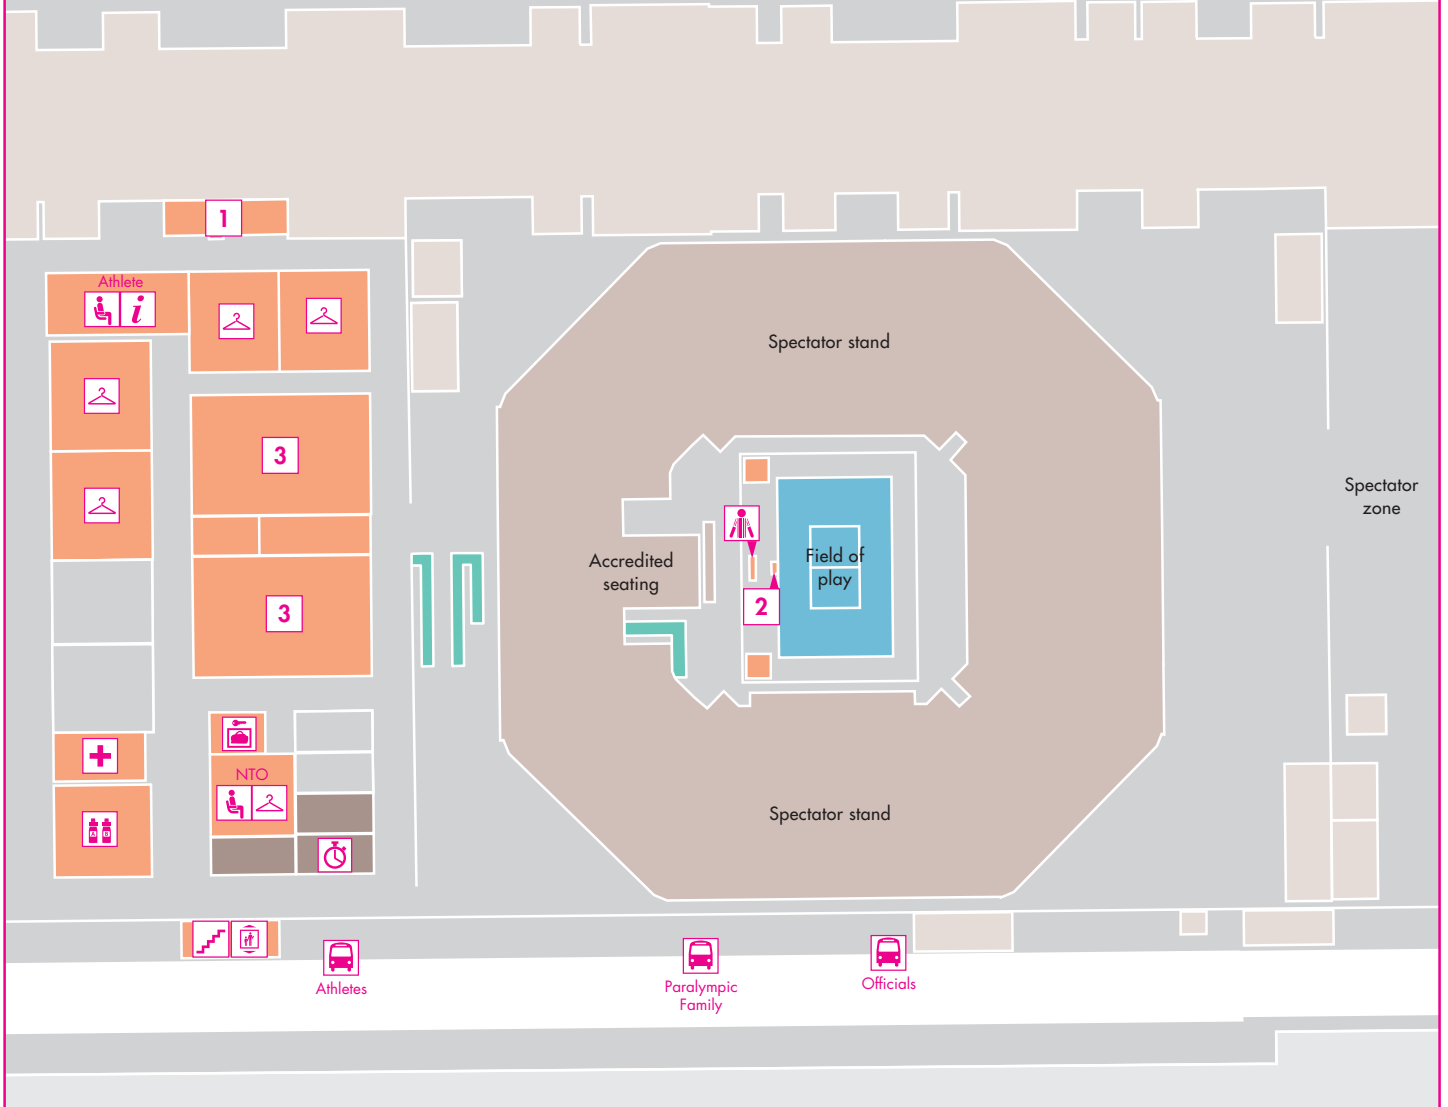 1
Athlete
i
Spectator stand
3
Spectator
zone
Accredited
seating
Field of
play
2
3
NTO
A B
Spectator stand
Athletes
Paralympic
Family
Officials